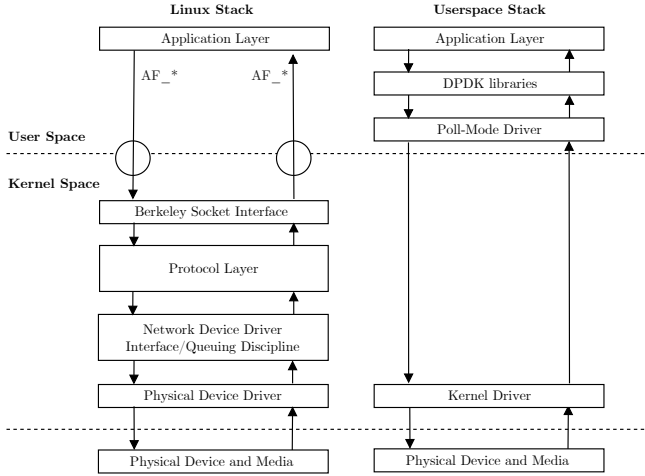 Linux Stack
Userspace Stack
Application Layer
Application Layer
AF_*
AF_*
DPDK libraries
Poll-Mode Driver
User Space
Kernel Space
Berkeley Socket Interface
Protocol Layer
Network Device Driver
Interface/Queuing Discipline
Physical Device Driver
Kernel Driver
Physical Device and Media
Physical Device and Media